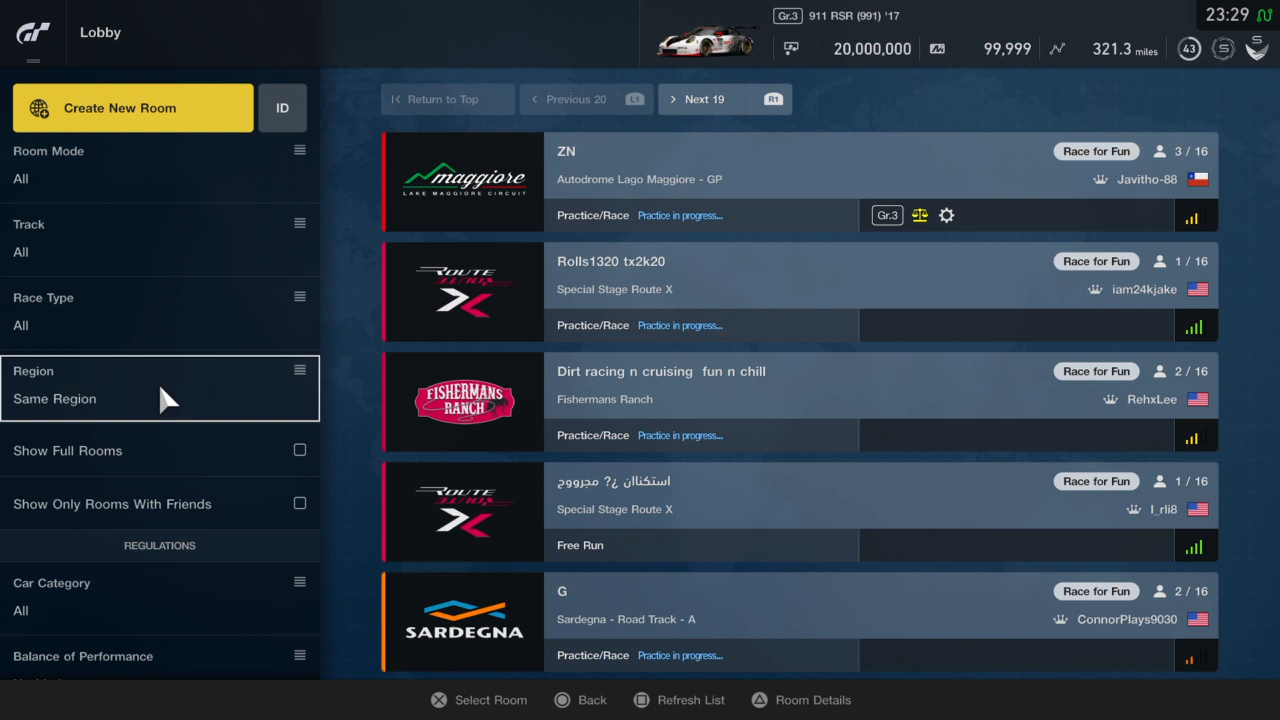 Lobby
Gr.3 911 RSR (991) '17
23:29
20,000,000 99,999 321.3 miles 43 S S
Create New Room ID
Room Mode
All
Track
All
Race Type
All
Region
Same Region
Show Full Rooms
Show Only Rooms With Friends
REGULATIONS
Car Category
All
Balance of Performance
Return to Top Previous 20 L1 Next 19 R1
maggiore
LAKE MAGGIORE CIRCUIT
ZN Race for Fun 3 / 16
Autodrome Lago Maggiore - GP Javitho-88
Practice/Race Practice in progress... Gr.3
ROUTE
X
Rolls1320 tx2k20 Race for Fun 1 / 16
Special Stage Route X iam24kjake
Practice/Race Practice in progress...
FISHERMANS
RANCH
Dirt racing n cruising fun n chill Race for Fun 2 / 16
Fishermans Ranch RehxLee
Practice/Race Practice in progress...
ROUTE
X
استكنااان ¿? مجرووح Race for Fun 1 / 16
Special Stage Route X l_rli8
Free Run
SARDEGNA
G Race for Fun 2 / 16
Sardegna - Road Track - A ConnorPlays9030
Practice/Race Practice in progress...
Select Room Back Refresh List Room Details